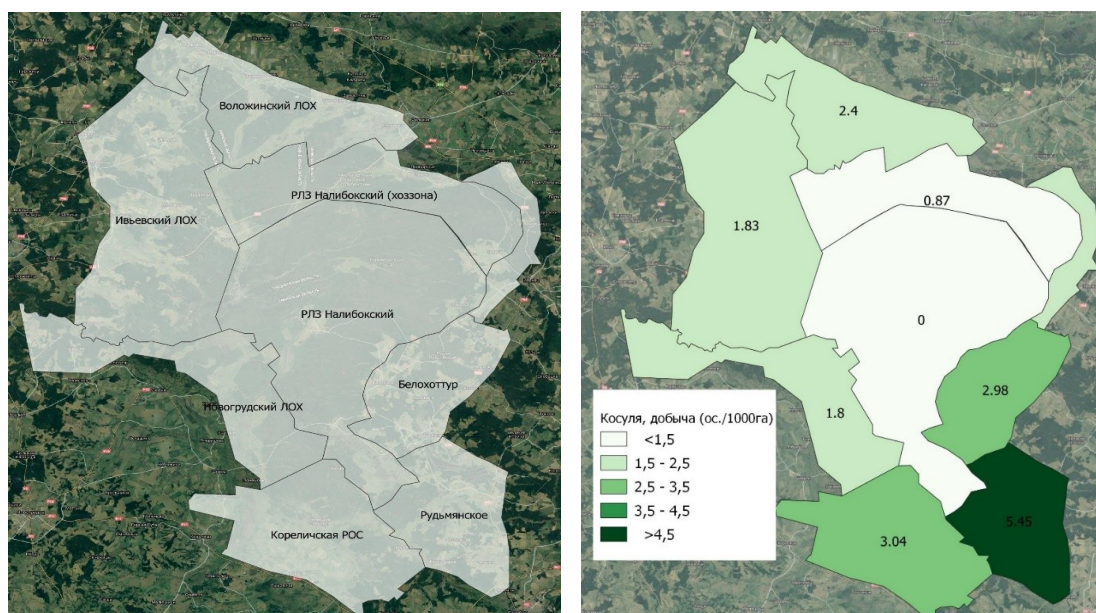 Воложинский ЛОХ
РЛЗ Налибокский (хоззона)
Ивьевский ЛОХ
РЛЗ Налибокский
Белохоттур
Новогрудский ЛОХ
Рудьмянское
Кореличская РОС
2.4
0.87
1.83
0
2.98
1.8
5.45
3.04
Косуля, добыча (ос./1000га)
<1,5
1,5 - 2,5
2,5 - 3,5
3,5 - 4,5
>4,5